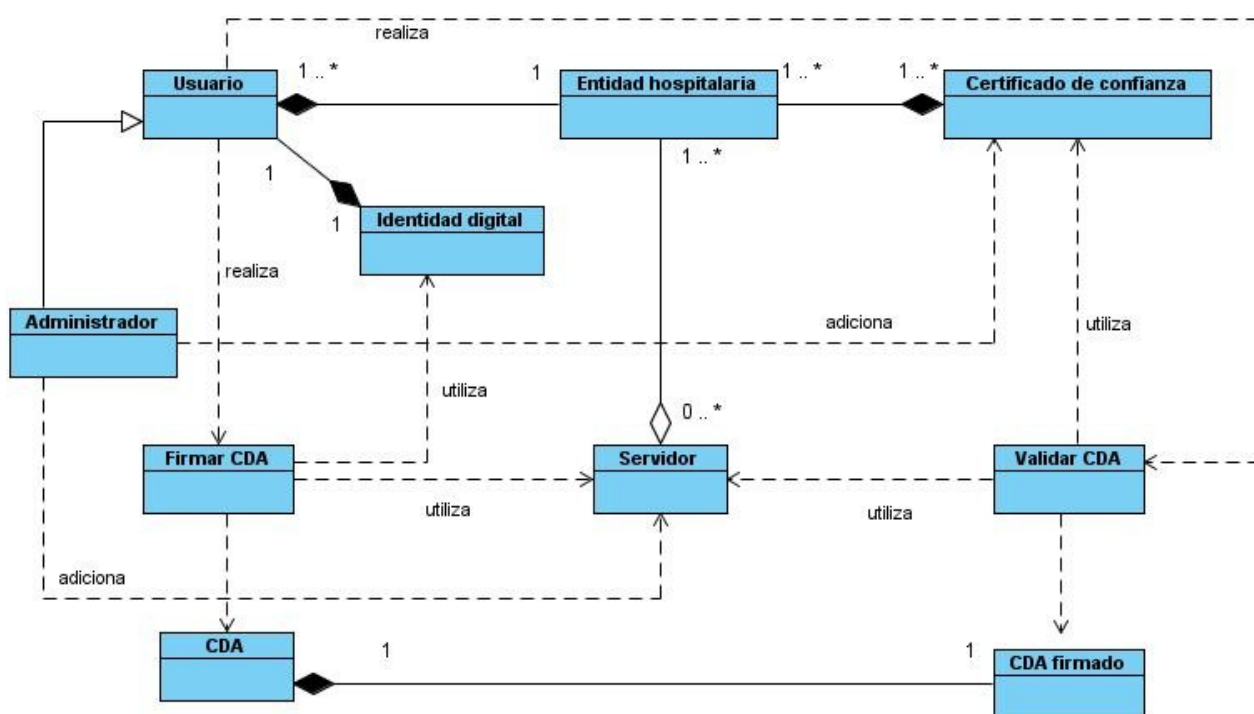 realiza
1 .. *
1
1 .. *
1 .. *
Usuario
Entidad hospitalaria
Certificado de confianza
1
1 .. *
1
Identidad digital
realiza
Administrador
adiciona
utiliza
utiliza
0 .. *
Firmar CDA
Servidor
Validar CDA
utiliza
utiliza
adiciona
CDA
1
1
CDA firmado